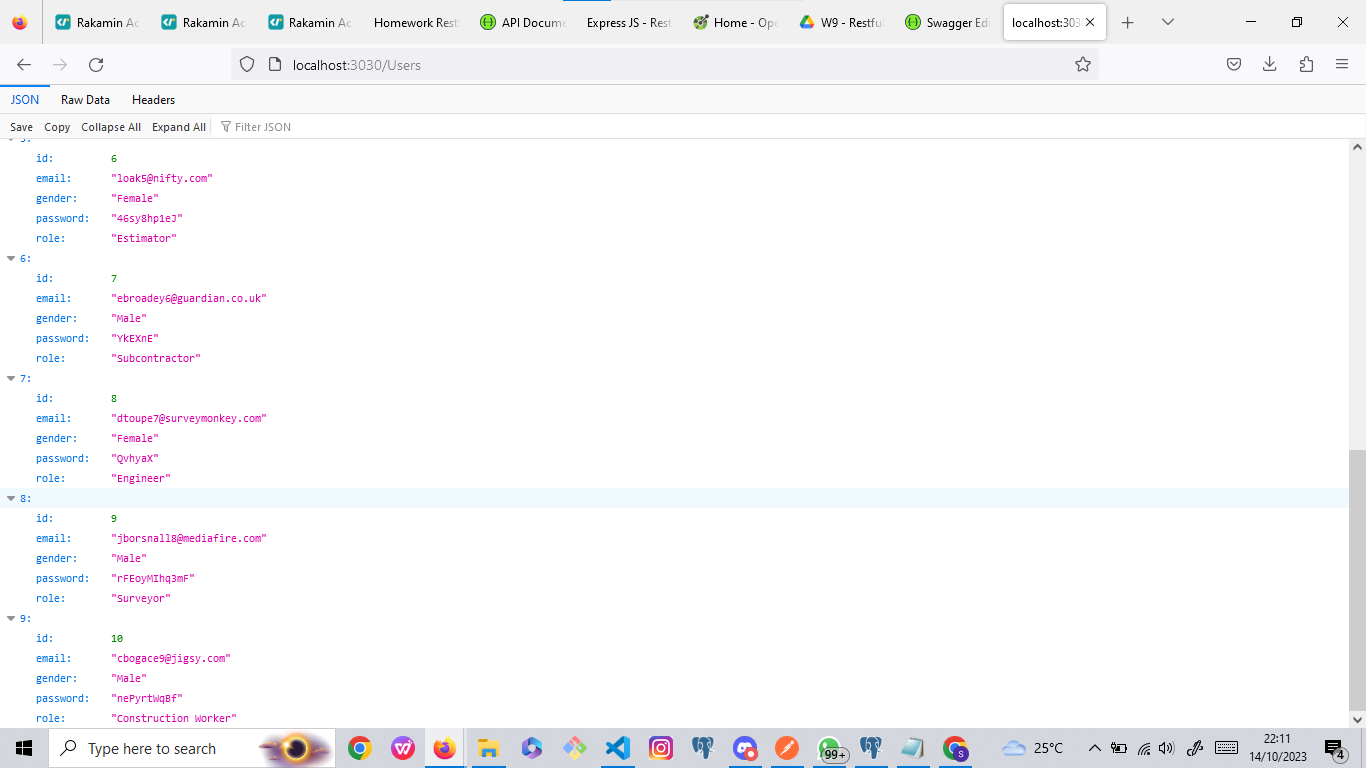 Rakamin Ac
Rakamin Ac
Rakamin Ac
Homework Rest
API Docume
Express JS - Rest
Home - Ope
W9 - Restfu
Swagger Edi
localhost:303
localhost:3030/Users
JSON Raw Data Headers
Save Copy Collapse All Expand All Filter JSON
id: 6
email: "loak5@nifty.com"
gender: "Female"
password: "46sy8hp1eJ"
role: "Estimator"
6:
id: 7
email: "ebroadey6@guardian.co.uk"
gender: "Male"
password: "YkEXnE"
role: "Subcontractor"
7:
id: 8
email: "dtoupe7@surveymonkey.com"
gender: "Female"
password: "QvhyaX"
role: "Engineer"
8:
id: 9
email: "jborsnall8@mediafire.com"
gender: "Male"
password: "rFEoyMIhq3mF"
role: "Surveyor"
9:
id: 10
email: "cbogace9@jigsy.com"
gender: "Male"
password: "nePyrtWqBf"
role: "Construction Worker"
Type here to search
99+
S
25°C
22:11
14/10/2023
4